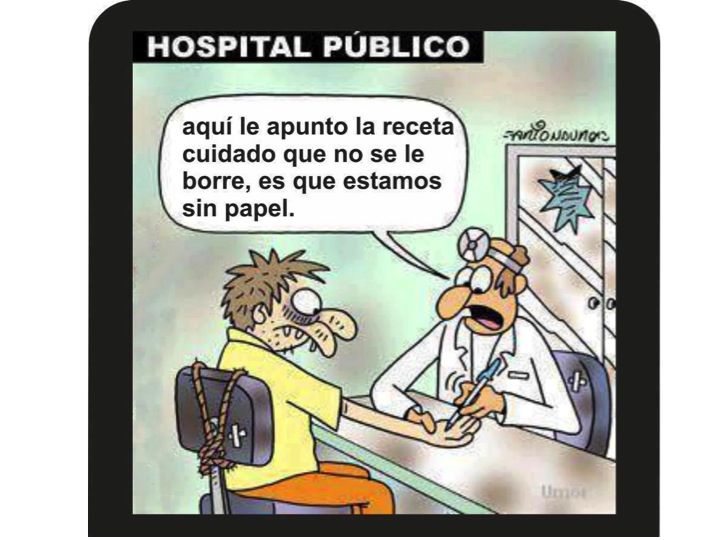 HOSPITAL PÚBLICO
aquí le apunto la receta
cuidado que no se le
borre, es que estamos
sin papel.